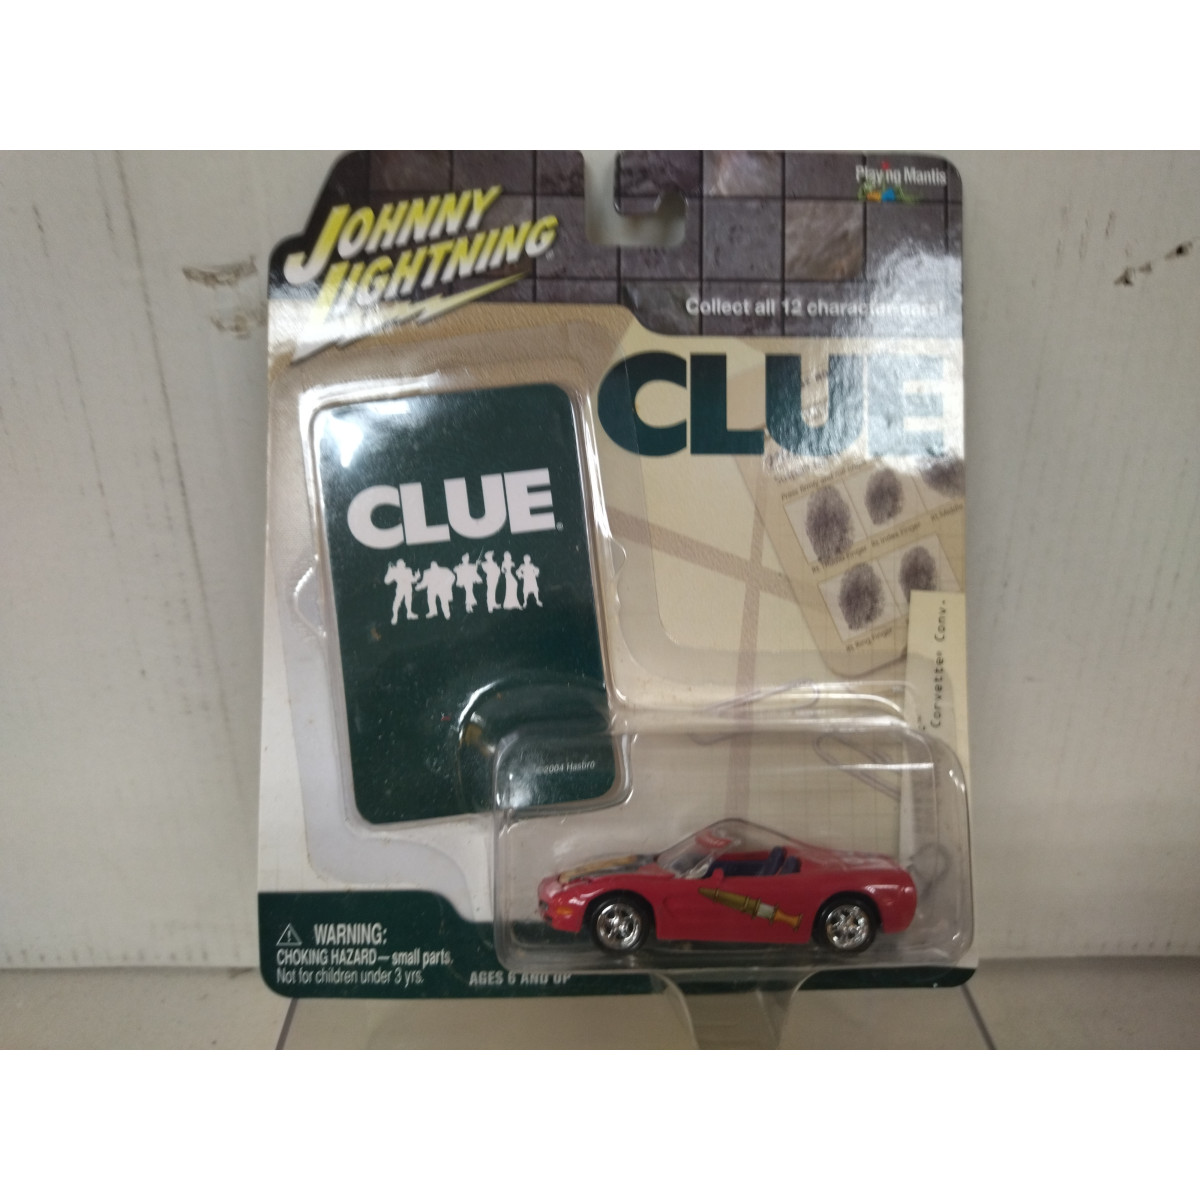 JOHNNY
LIGHTNING
Playing Mantis
Collect all 12 character cars!
CLUE
CLUE
©2004 Hasbro
Corvette® Conv.
WARNING:
CHOKING HAZARD—small parts.
Not for children under 3 yrs.
AGES 6 AND UP